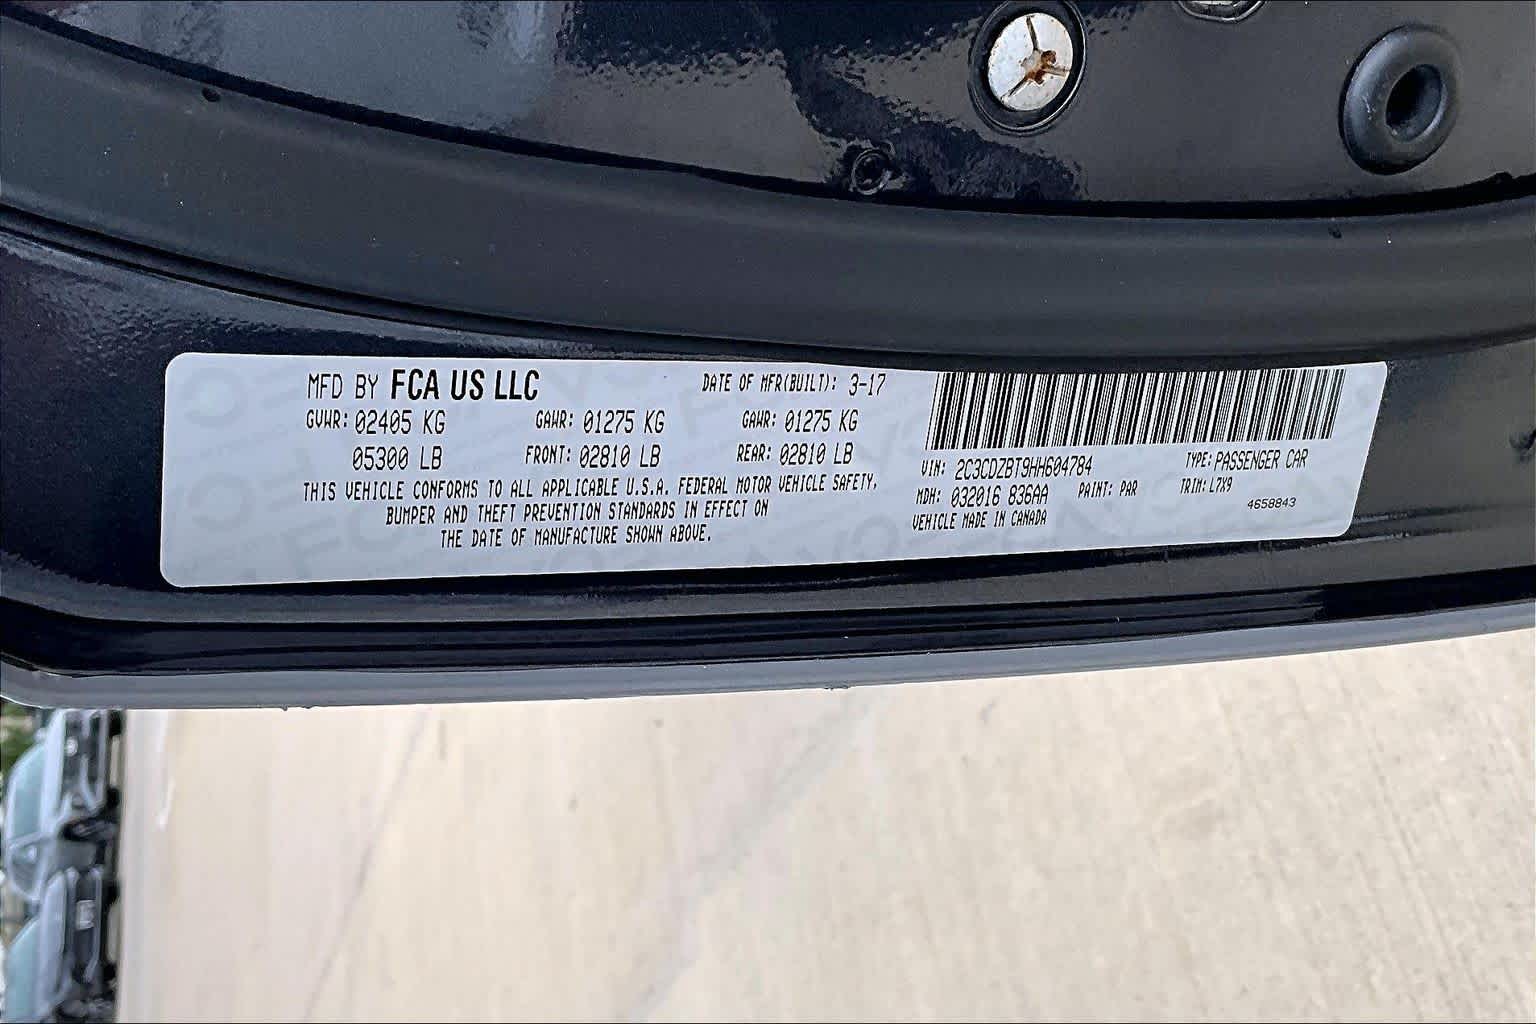 MFD BY FCA US LLC DATE OF MFR(BUILT): 3-17
GVWR: 02405 KG GAWR: 01275 KG GAWR: 01275 KG
05300 LB FRONT: 02810 LB REAR: 02810 LB
THIS VEHICLE CONFORMS TO ALL APPLICABLE U.S.A. FEDERAL MOTOR VEHICLE SAFETY,
BUMPER AND THEFT PREVENTION STANDARDS IN EFFECT ON
THE DATE OF MANUFACTURE SHOWN ABOVE.
VIN: 2C3CDZBT9HH604784 TYPE: PASSENGER CAR
MDH: 032016 836AA PAINT: PAR TRIM: L7X9
VEHICLE MADE IN CANADA 4658843